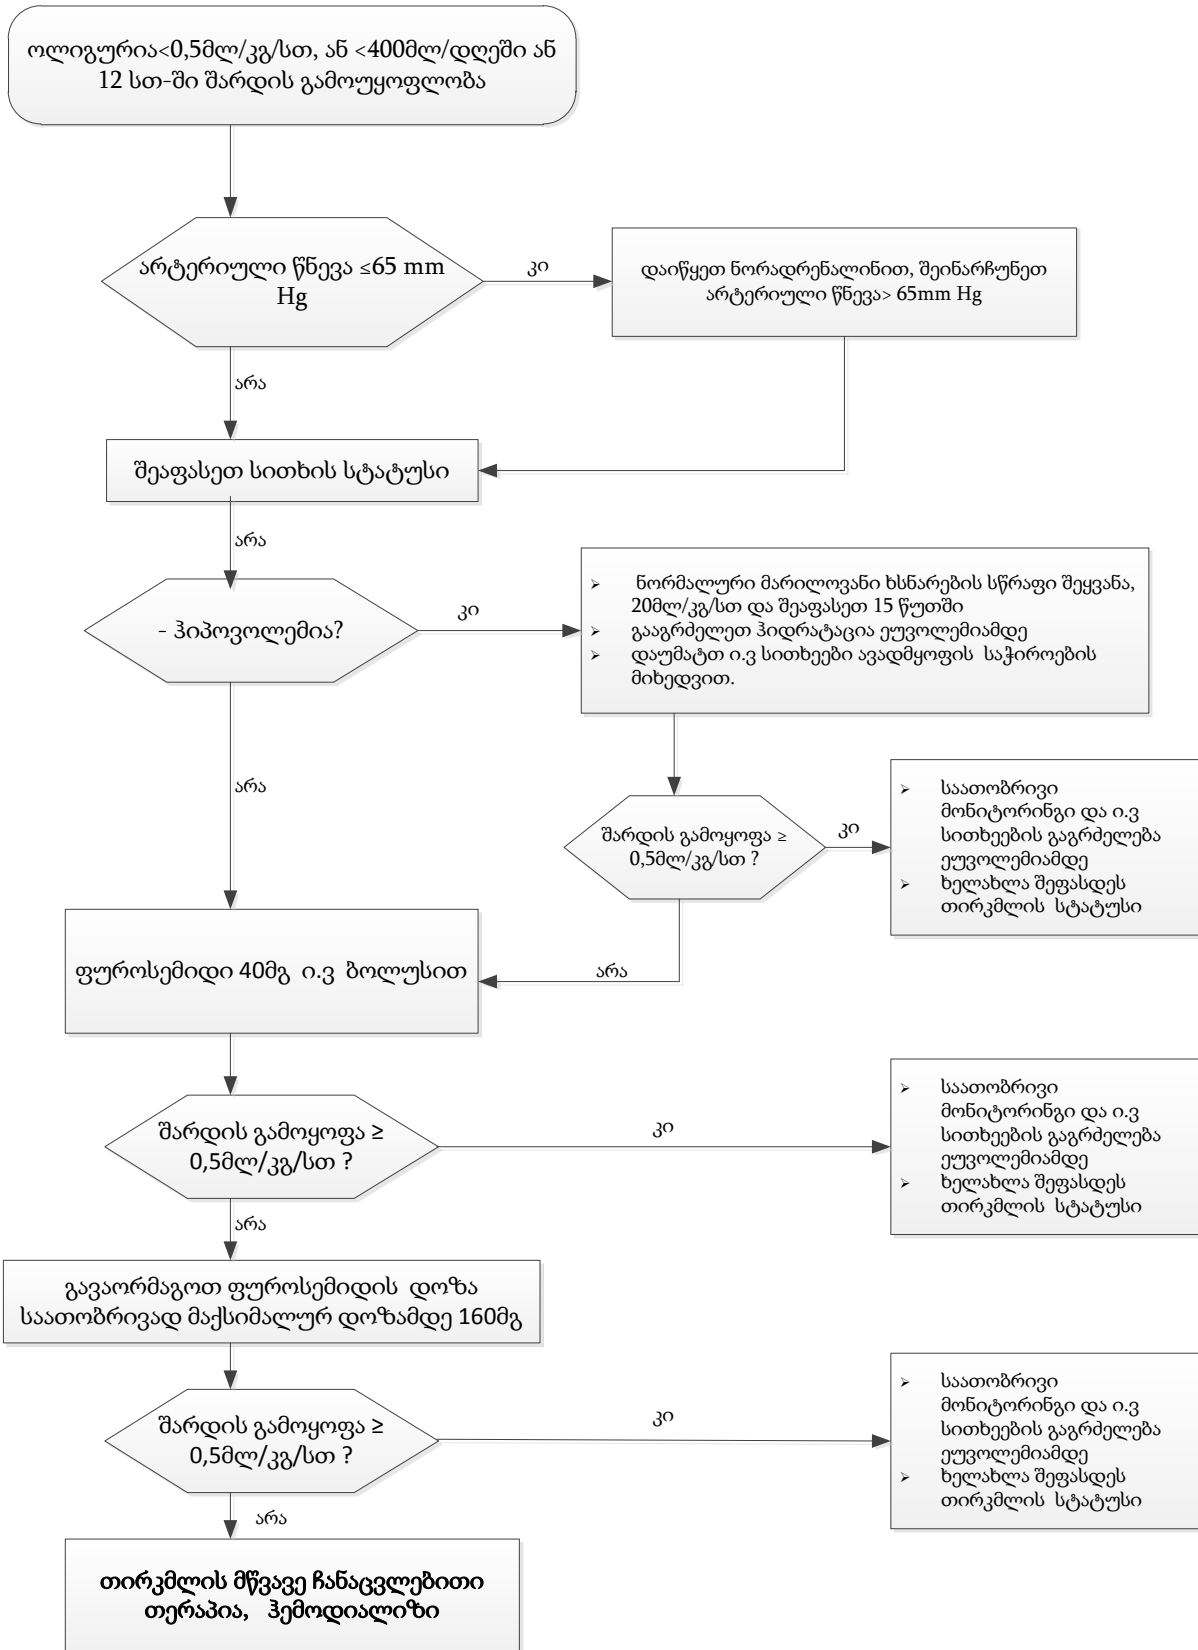 ოლიგურია<0,5მლ/კგ/სთ, ან <400მლ/დღეში ან
12 სთ-ში შარდის გამოუყოფლობა
არტერიული წნევა ≤65 mm
Hg
კი
დაიწყეთ ნორადრენალინით, შეინარჩუნეთ
არტერიული წნევა> 65mm Hg
არა
შეაფასეთ სითხის სტატუსი
არა
- ჰიპოვოლემია?
კი
➢ ნორმალური მარილოვანი ხსნარების სწრაფი შეყვანა,
20მლ/კგ/სთ და შეაფასეთ 15 წუთში
➢ გააგრძელეთ ჰიდრატაცია ეუვოლემიამდე
➢ დაუმატთ ი.ვ სითხეები ავადმყოფის საჭიროების
მიხედვით.
არა
შარდის გამოყოფა ≥
0,5მლ/კგ/სთ ?
კი
➢ საათობრივი
მონიტორინგი და ი.ვ
სითხეების გაგრძელება
ეუვოლემიამდე
➢ ხელახლა შეფასდეს
თირკმლის სტატუსი
არა
ფუროსემიდი 40მგ ი.ვ ბოლუსით
შარდის გამოყოფა ≥
0,5მლ/კგ/სთ ?
კი
➢ საათობრივი
მონიტორინგი და ი.ვ
სითხეების გაგრძელება
ეუვოლემიამდე
➢ ხელახლა შეფასდეს
თირკმლის სტატუსი
არა
გავაორმაგოთ ფუროსემიდის დოზა
საათობრივად მაქსიმალურ დოზამდე 160მგ
შარდის გამოყოფა ≥
0,5მლ/კგ/სთ ?
კი
➢ საათობრივი
მონიტორინგი და ი.ვ
სითხეების გაგრძელება
ეუვოლემიამდე
➢ ხელახლა შეფასდეს
თირკმლის სტატუსი
არა
თირკმლის მწვავე ჩანაცვლებითი
თერაპია, ჰემოდიალიზი